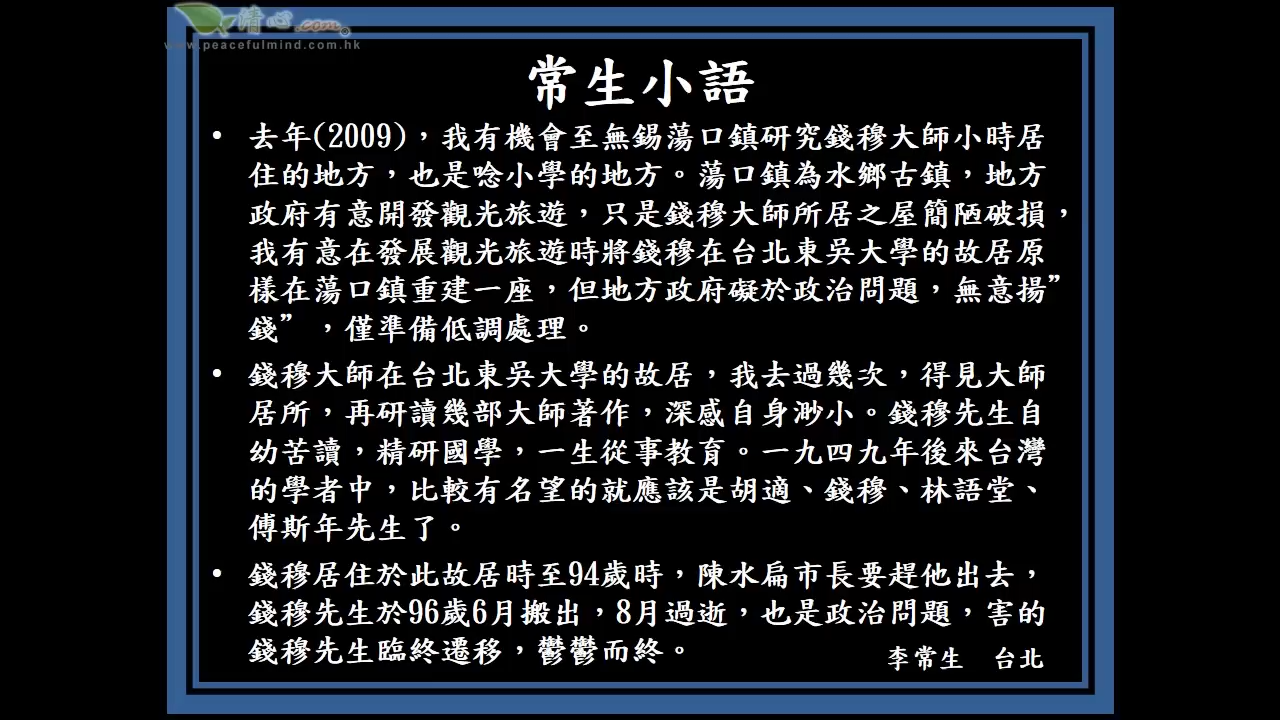 清心.com
www.peacefulmind.com.hk
常生小語
• 去年(2009)，我有機會至無錫蕩口鎮研究錢穆大師小時居
住的地方，也是唸小學的地方。蕩口鎮為水鄉古鎮，地方
政府有意開發觀光旅遊，只是錢穆大師所居之屋簡陋破損，
我有意在發展觀光旅遊時將錢穆在台北東吳大學的故居原
樣在蕩口鎮重建一座，但地方政府礙於政治問題，無意揚”
錢”，僅準備低調處理。
• 錢穆大師在台北東吳大學的故居，我去過幾次，得見大師
居所，再研讀幾部大師著作，深感自身渺小。錢穆先生自
幼苦讀，精研國學，一生從事教育。一九四九年後來台灣
的學者中，比較有名望的就應該是胡適、錢穆、林語堂、
傅斯年先生了。
• 錢穆居住於此故居時至94歲時，陳水扁市長要趕他出去，
錢穆先生於96歲6月搬出，8月過逝，也是政治問題，害的
錢穆先生臨終遷移，鬱鬱而終。
李常生　台北